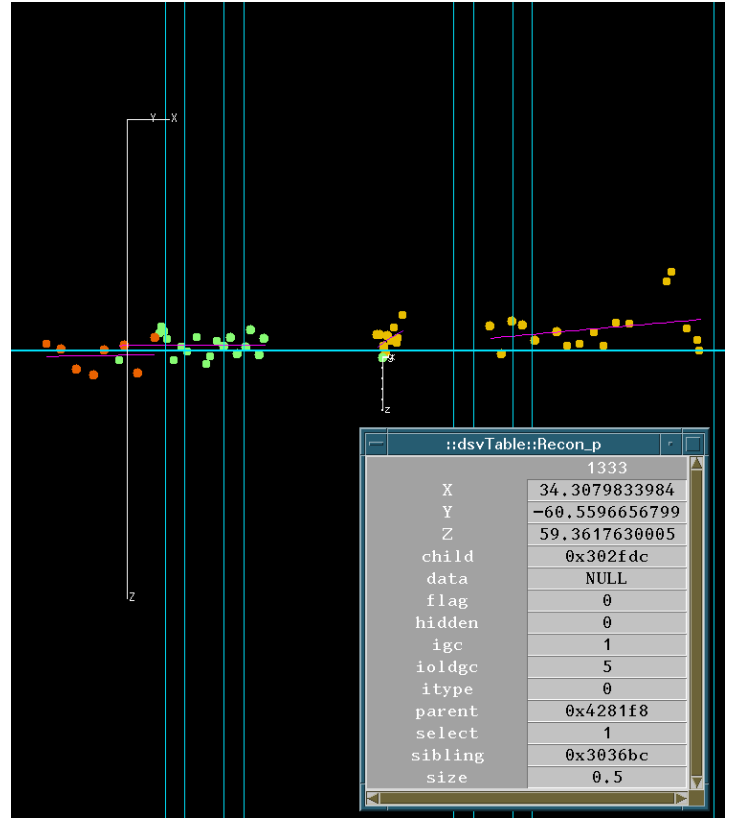 Y X
Z
Z
::dsvTable::Recon_p
1333
X 34.3079833984
Y -60.5596656799
Z 59.3617630005
child 0x302fdc
data NULL
flag 0
hidden 0
igc 1
ioldgc 5
itype 0
parent 0x4281f8
select 1
sibling 0x3036bc
size 0.5